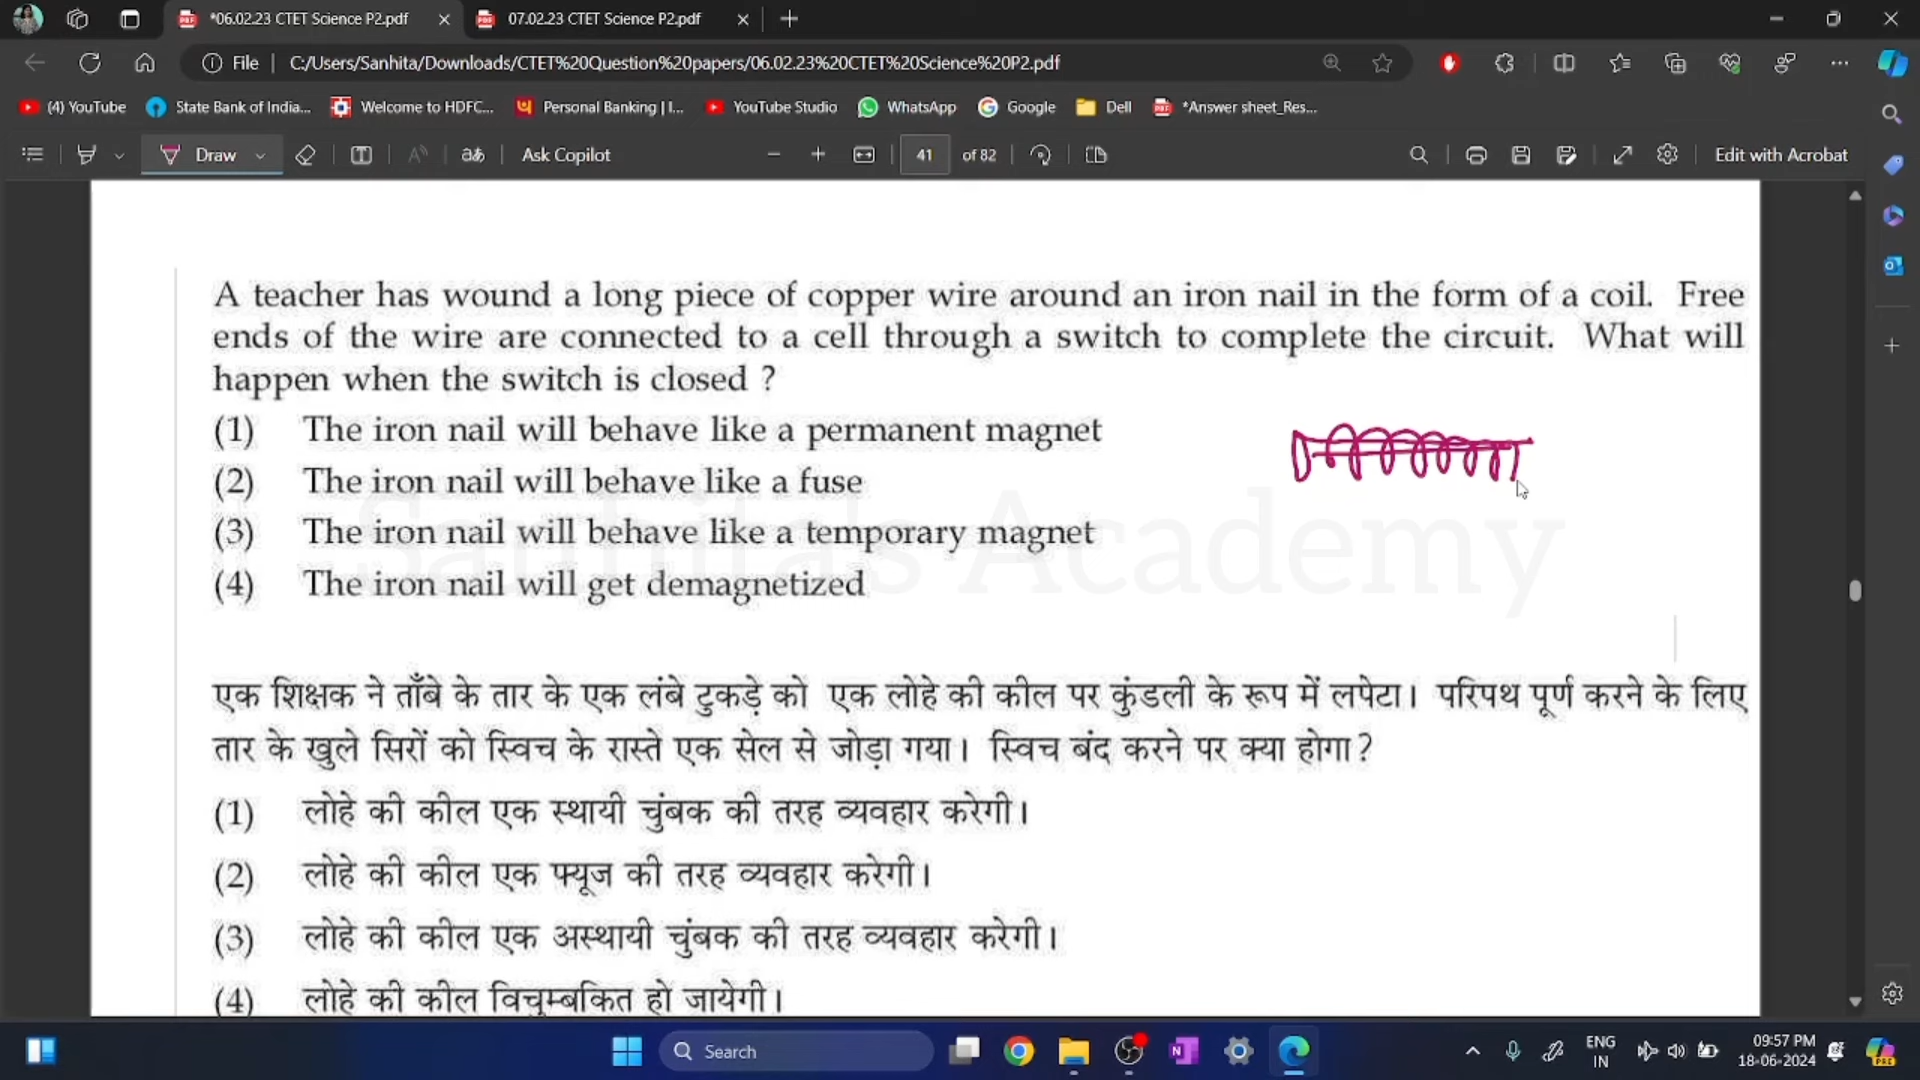 *06.02.23 CTET Science P2.pdf
07.02.23 CTET Science P2.pdf
File
C:/Users/Sanhita/Downloads/CTET%20Question%20papers/06.02.23%20CTET%20Science%20P2.pdf
(4) YouTube
State Bank of India...
Welcome to HDFC...
Personal Banking | I...
YouTube Studio
WhatsApp
Google
Dell
*Answer sheet_Res...
Draw
Ask Copilot
41 of 82
Edit with Acrobat
A teacher has wound a long piece of copper wire around an iron nail in the form of a coil. Free
ends of the wire are connected to a cell through a switch to complete the circuit. What will
happen when the switch is closed ?
(1) The iron nail will behave like a permanent magnet
(2) The iron nail will behave like a fuse
(3) The iron nail will behave like a temporary magnet
(4) The iron nail will get demagnetized
Sanhita's Academy
एक शिक्षक ने ताँबे के तार के एक लंबे टुकड़े को एक लोहे की कील पर कुंडली के रूप में लपेटा। परिपथ पूर्ण करने के लिए
तार के खुले सिरों को स्विच के रास्ते एक सेल से जोड़ा गया। स्विच बंद करने पर क्या होगा?
(1) लोहे की कील एक स्थायी चुंबक की तरह व्यवहार करेगी।
(2) लोहे की कील एक फ्यूज की तरह व्यवहार करेगी।
(3) लोहे की कील एक अस्थायी चुंबक की तरह व्यवहार करेगी।
(4) लोहे की कील विचुम्बकित हो जायेगी।
Search
ENG
IN
09:57 PM
18-06-2024